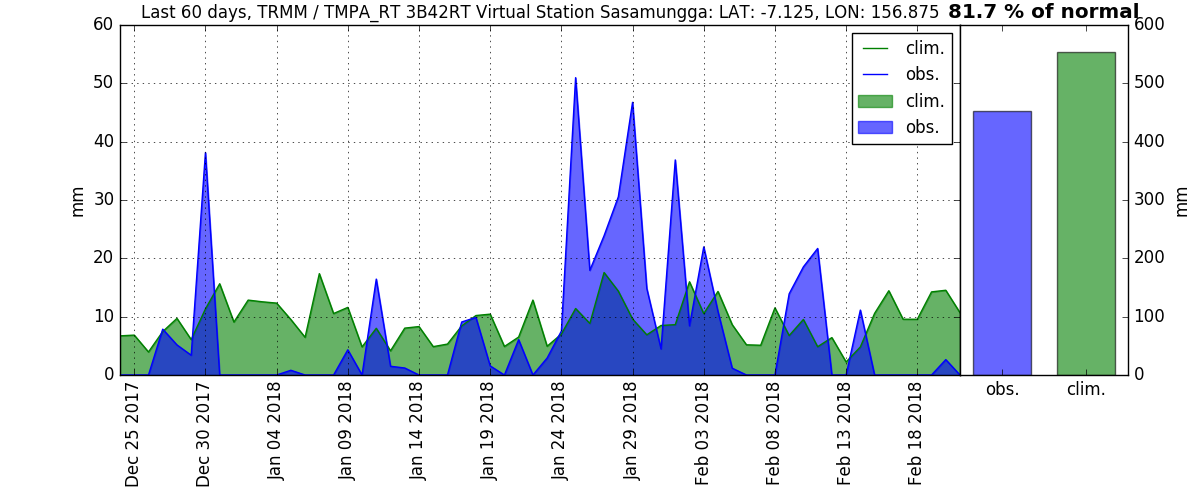 Last 60 days, TRMM / TMPA_RT 3B42RT Virtual Station Sasamungga: LAT: -7.125, LON: 156.875
81.7 % of normal
60
50
40
30
20
10
0
mm
clim.
obs.
clim.
obs.
Dec 25 2017
Dec 30 2017
Jan 04 2018
Jan 09 2018
Jan 14 2018
Jan 19 2018
Jan 24 2018
Jan 29 2018
Feb 03 2018
Feb 08 2018
Feb 13 2018
Feb 18 2018
600
500
400
300
200
100
0
mm
obs.
clim.